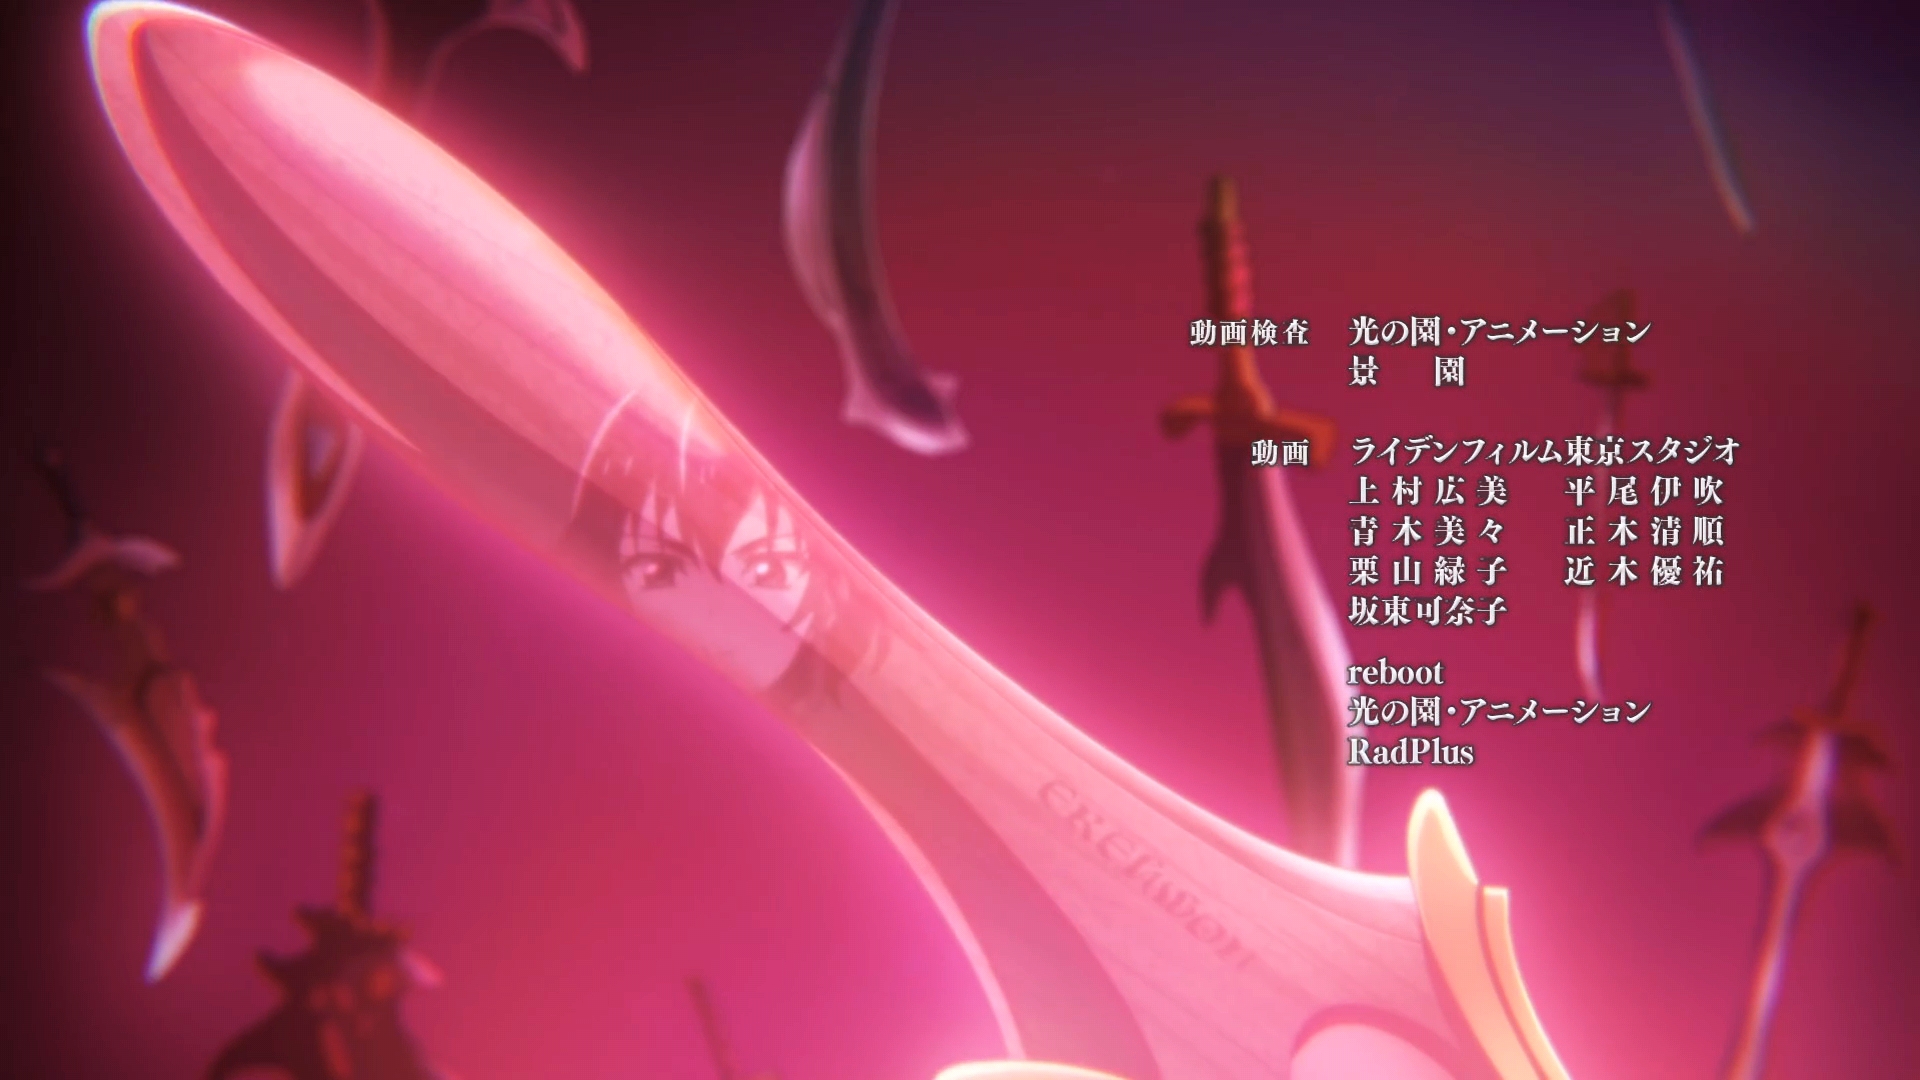 動画検査 光の園・アニメーション
景 園
動画 ライデンフィルム東京スタジオ
上村広美 平尾伊吹
青木美々 正木清順
栗山緑子 近木優祐
坂東可奈子
reboot
光の園・アニメーション
RadPlus